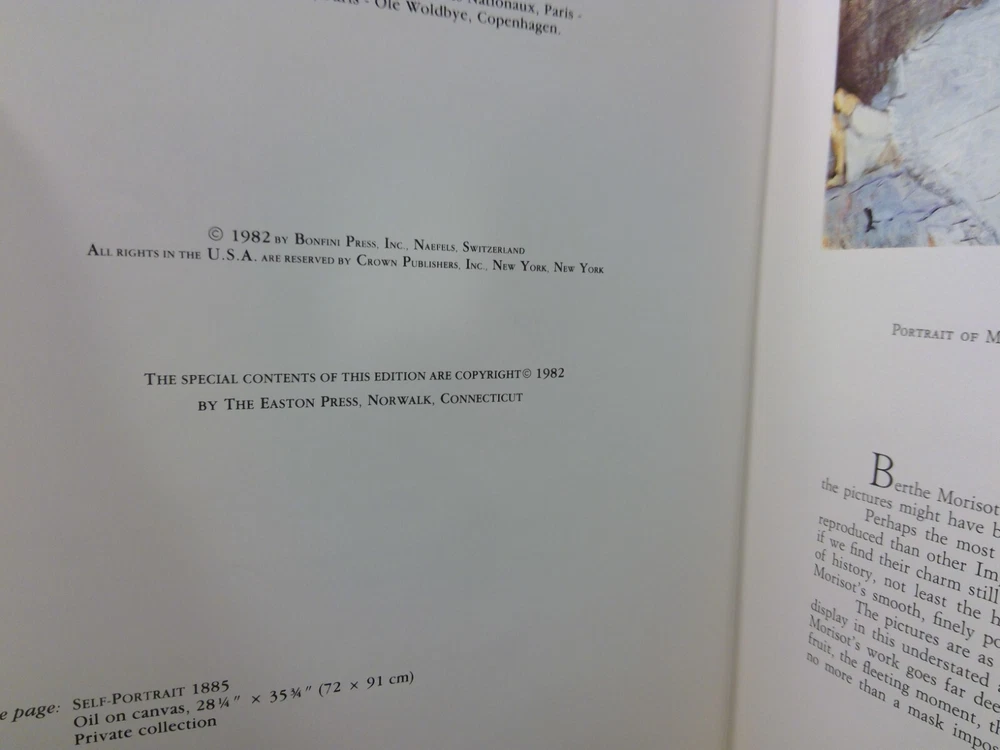 Nationaux, Paris -
- Ole Woldbye, Copenhagen.
© 1982 BY BONFINI PRESS, INC., NAEFELS, SWITZERLAND
ALL RIGHTS IN THE U.S.A. ARE RESERVED BY CROWN PUBLISHERS, INC., NEW YORK, NEW YORK
THE SPECIAL CONTENTS OF THIS EDITION ARE COPYRIGHT© 1982
BY THE EASTON PRESS, NORWALK, CONNECTICUT
page: SELF-PORTRAIT 1885
Oil on canvas, 28¼" × 35¾" (72 × 91 cm)
Private collection
PORTRAIT OF
Berthe Morisot
the pictures might have
Perhaps the most
reproduced than other
if we find their charm still
of history, not least the
Morisot's smooth, finely
The pictures are as
display in this understated
Morisot's work goes far
fruit, the fleeting moment,
no more than a mask